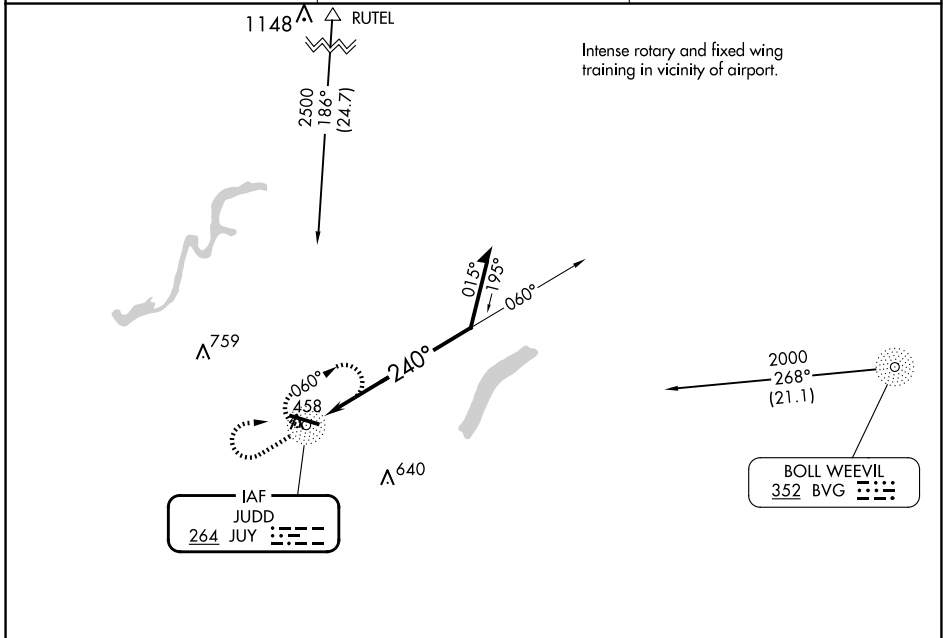 1148 RUTEL
Intense rotary and fixed wing
training in vicinity of airport.
2500
186°
(24.7)
015°
195°
060°
240°
759
060°
458
640
2000
268°
(21.1)
BOLL WEEVIL
352 BVG
IAF
JUDD
264 JUY